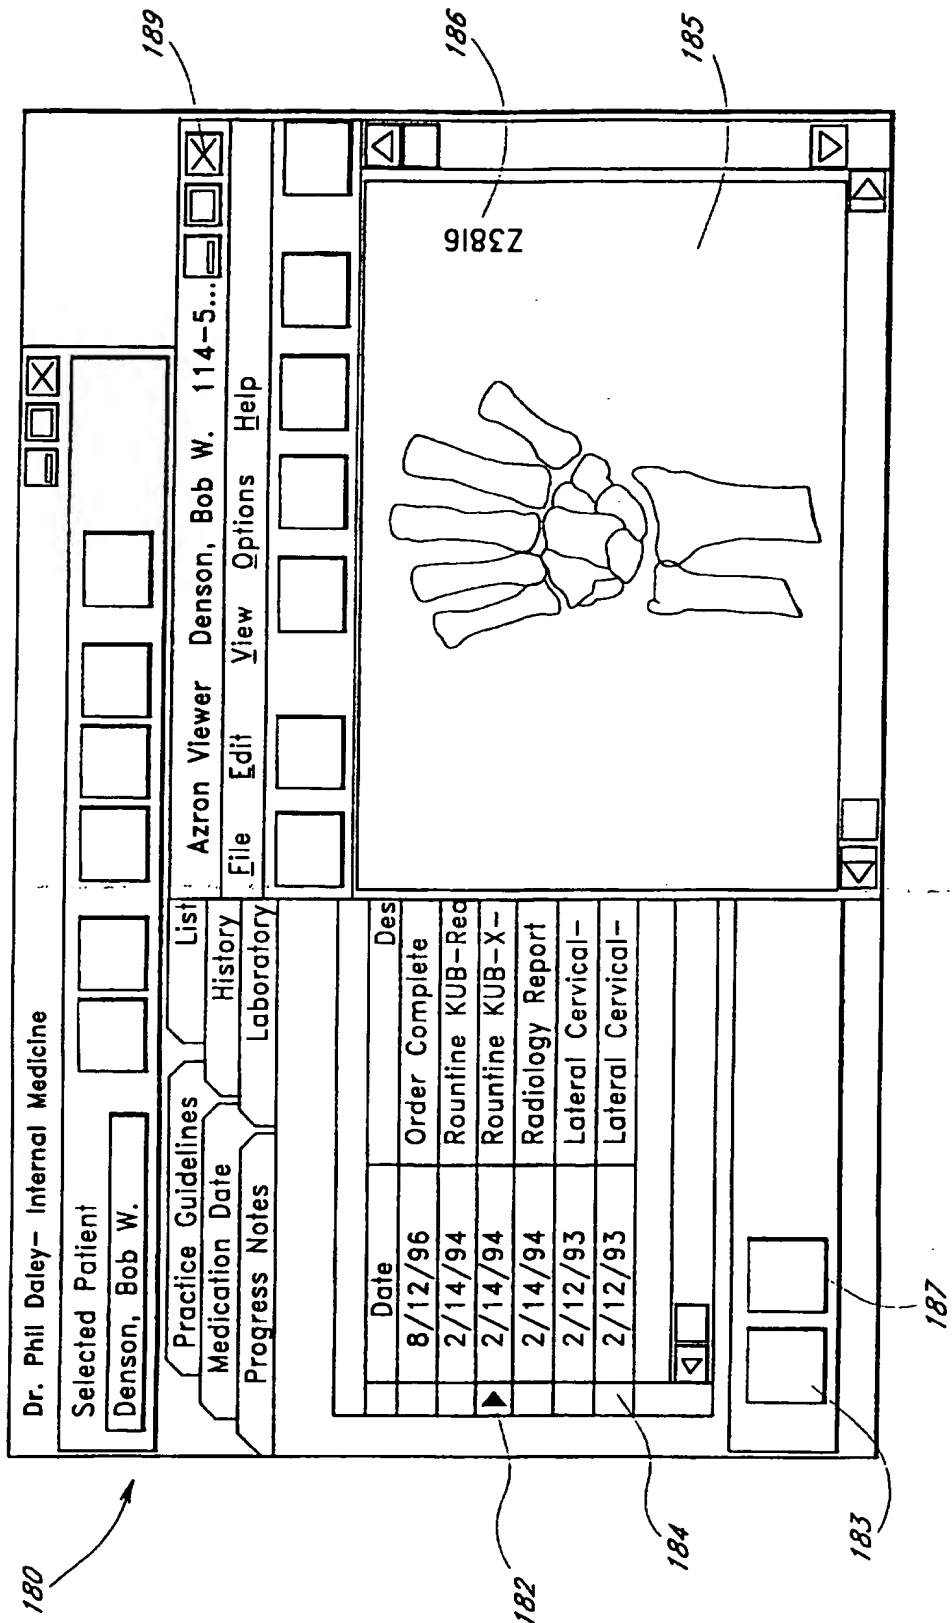 Dr. Phil Daley- Internal Medicine
Selected Patient
Denson, Bob W.
Practice Guidelines
List
Medication Date
History
Progress Notes
Laboratory
Azron Viewer Denson, Bob W. 114-5...
File Edit View Options Help
Date Des
8/12/96 Order Complete
2/14/94 Rountine KUB-Rea
2/14/94 Rountine KUB-X-
2/14/94 Radiology Report
2/12/93 Lateral Cervical-
2/12/93 Lateral Cervical-
Z3816
180
182
184
183
187
189
186
185